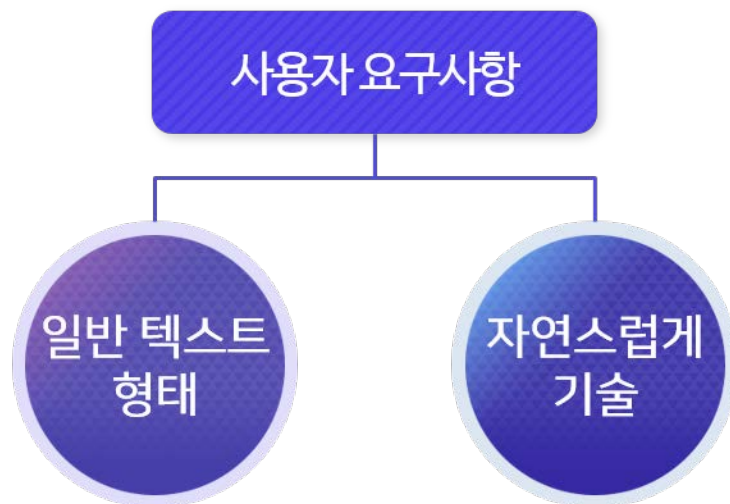 사용자 요구사항
일반 텍스트
형태
자연스럽게
기술